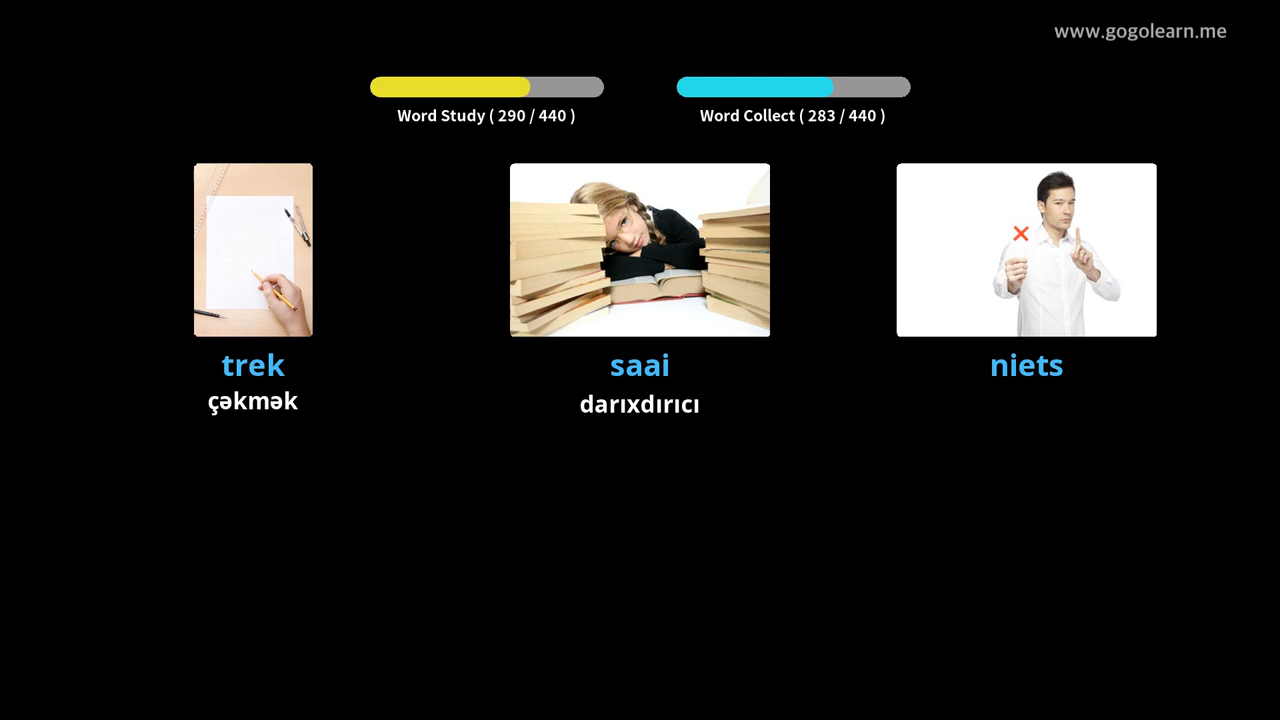 www.gogolearn.me
Word Study ( 290 / 440 )
Word Collect ( 283 / 440 )
trek
saai
niets
çəkmək
darıxdırıcı